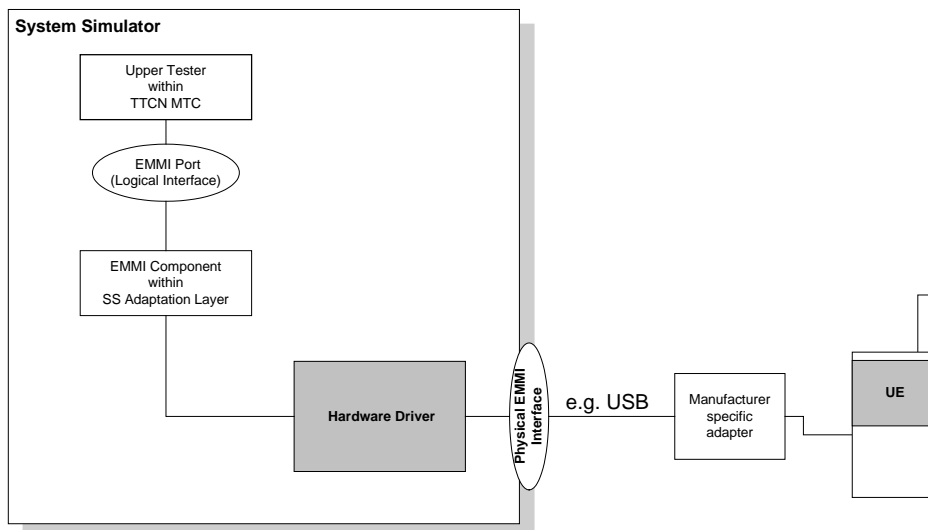 System Simulator
Upper Tester
within
TTCN MTC
EMMI Port
(Logical Interface)
EMMI Component
within
SS Adaptation Layer
Hardware Driver
Physical EMMI
Interface
e.g. USB
Manufacturer
specific
adapter
UE